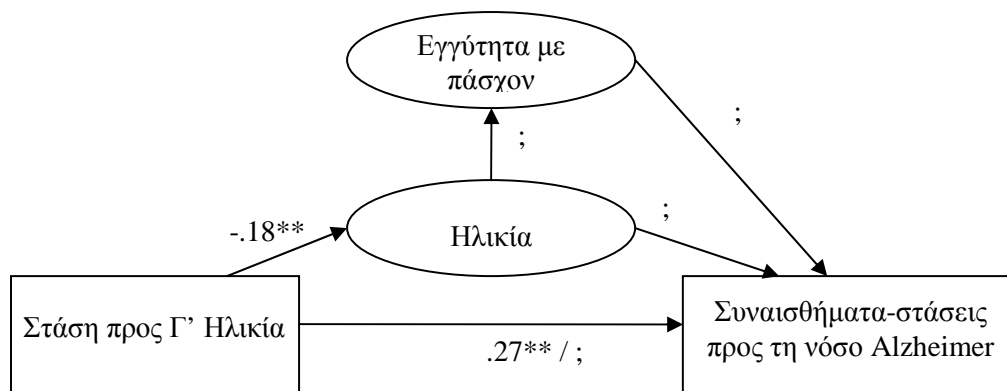 Εγγύτητα με
πάσχον
;
;
-.18**
Ηλικία
;
Στάση προς Γ’ Ηλικία
.27** / ;
Συναισθήματα-στάσεις
προς τη νόσο Alzheimer